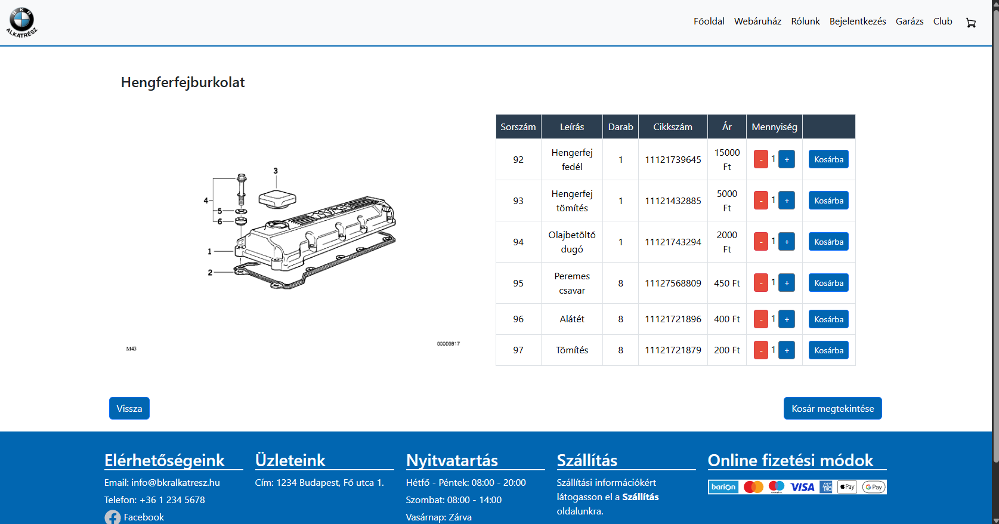 BKR
ALKATRÉSZ
Főoldal Webáruház Rólunk Bejelentkezés Garázs Club
Hengferfejburkolat
3
4
5
6
1
2
M43
00000817
Sorszám Leírás Darab Cikkszám Ár Mennyiség
92 Hengerfej fedél 1 11121739645 15000 Ft - 1 + Kosárba
93 Hengerfej tömítés 1 11121432885 5000 Ft - 1 + Kosárba
94 Olajbetöltő dugó 1 11121743294 2000 Ft - 1 + Kosárba
95 Peremes csavar 8 11127568809 450 Ft - 1 + Kosárba
96 Alátét 8 11121721896 400 Ft - 1 + Kosárba
97 Tömítés 8 11121721879 200 Ft - 1 + Kosárba
Vissza
Kosár megtekintése
Elérhetőségeink
Email: info@bkralkatresz.hu
Telefon: +36 1 234 5678
Facebook
Üzleteink
Cím: 1234 Budapest, Fő utca 1.
Nyitvatartás
Hétfő - Péntek: 08:00 - 20:00
Szombat: 08:00 - 14:00
Vasárnap: Zárva
Szállítás
Szállítási információkért
látogasson el a Szállítás
oldalunkra.
Online fizetési módok
barion maestro VISA AM EX Pay G Pay